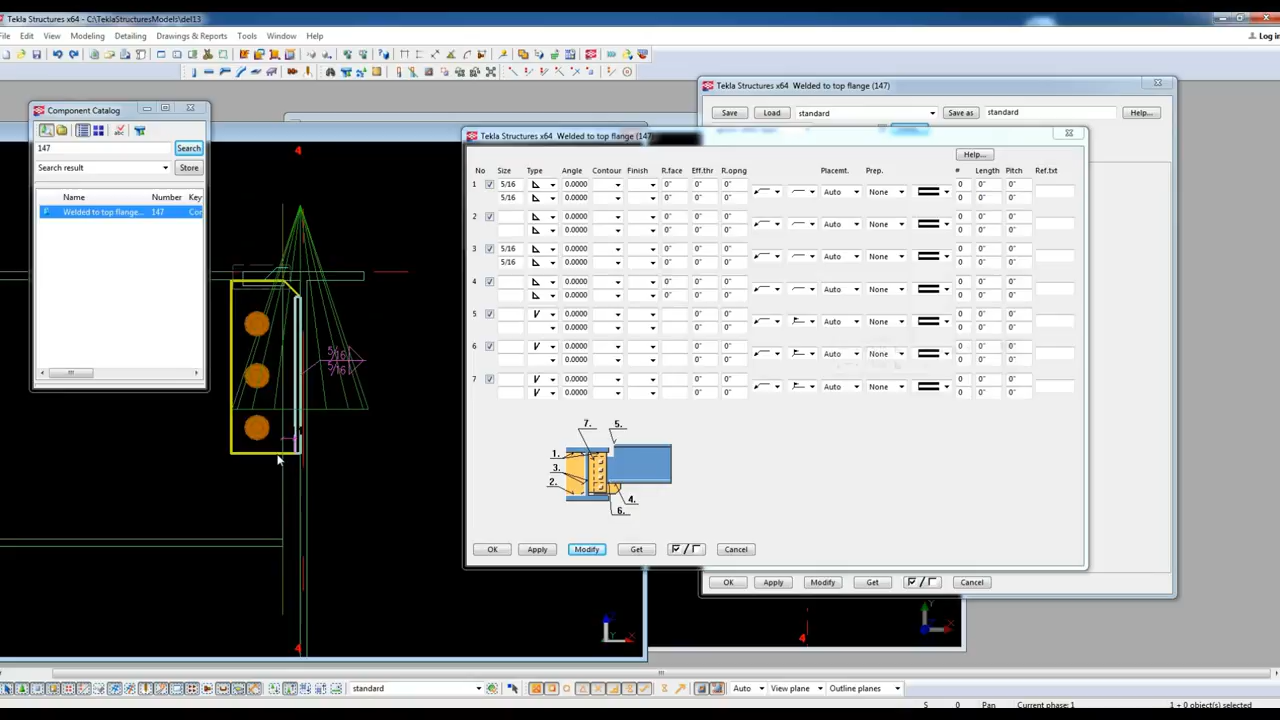 Tekla Structures x64 - C:\TeklaStructuresModels\del13
File Edit View Modeling Detailing Drawings & Reports Tools Window Help
Log in
Component Catalog
147
Search
Search result
Store
Name Number Key
Welded to top flange... 147 Con
Tekla Structures x64 Welded to top flange (147)
Save Load standard Save as standard Help...
Tekla Structures x64 Welded to top flange (147)
Help...
No Size Type Angle Contour Finish R.face Eff.thr R.opng Placemt. Prep. # Length Pitch Ref.txt
1 5/16 0.0000 0" 0" 0" Auto None 0 0" 0"
5/16 0.0000 0" 0" 0" 0 0" 0"
2 0.0000 0" 0" 0" Auto None 0 0" 0"
0.0000 0" 0" 0" 0 0" 0"
3 5/16 0.0000 0" 0" 0" Auto None 0 0" 0"
5/16 0.0000 0" 0" 0" 0 0" 0"
4 0.0000 0" 0" 0" Auto None 0 0" 0"
0.0000 0" 0" 0" 0 0" 0"
5 0.0000 0" 0" Auto None 0 0" 0"
0.0000 0" 0" 0 0" 0"
6 0.0000 0" 0" Auto None 0 0" 0"
0.0000 0" 0" 0 0" 0"
7 0.0000 0" 0" Auto None 0 0" 0"
0.0000 0" 0" 0 0" 0"
7. 5.
1.
3.
2.
4.
6.
OK Apply Modify Get Cancel
OK Apply Modify Get Cancel
4
5/16
5/16
4
4
standard Auto View plane Outline planes
S 0 Pan Current phase: 1 1 + 0 object(s) selected